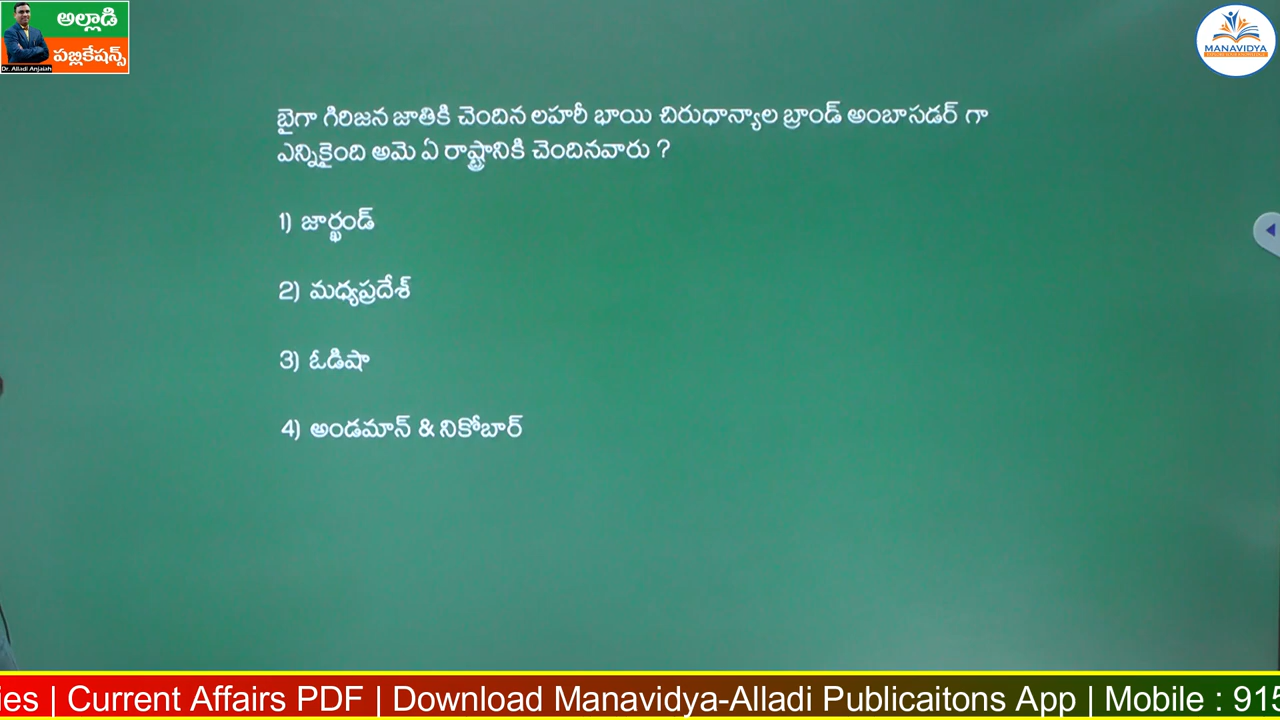 అల్లాడి
పబ్లికేషన్స్
Dr. Alladi Anjaiah
MANAVIDYA
బైగా గిరిజన జాతికి చెందిన లహరీ భాయి చిరుధాన్యాల బ్రాండ్ అంబాసడర్ గా
ఎన్నికైంది అమె ఏ రాష్ట్రానికి చెందినవారు ?
1) జార్ఖండ్
2) మధ్యప్రదేశ్
3) ఓడిషా
4) అండమాన్ & నికోబార్
ies | Current Affairs PDF | Download Manavidya-Alladi Publicaitons App | Mobile : 915